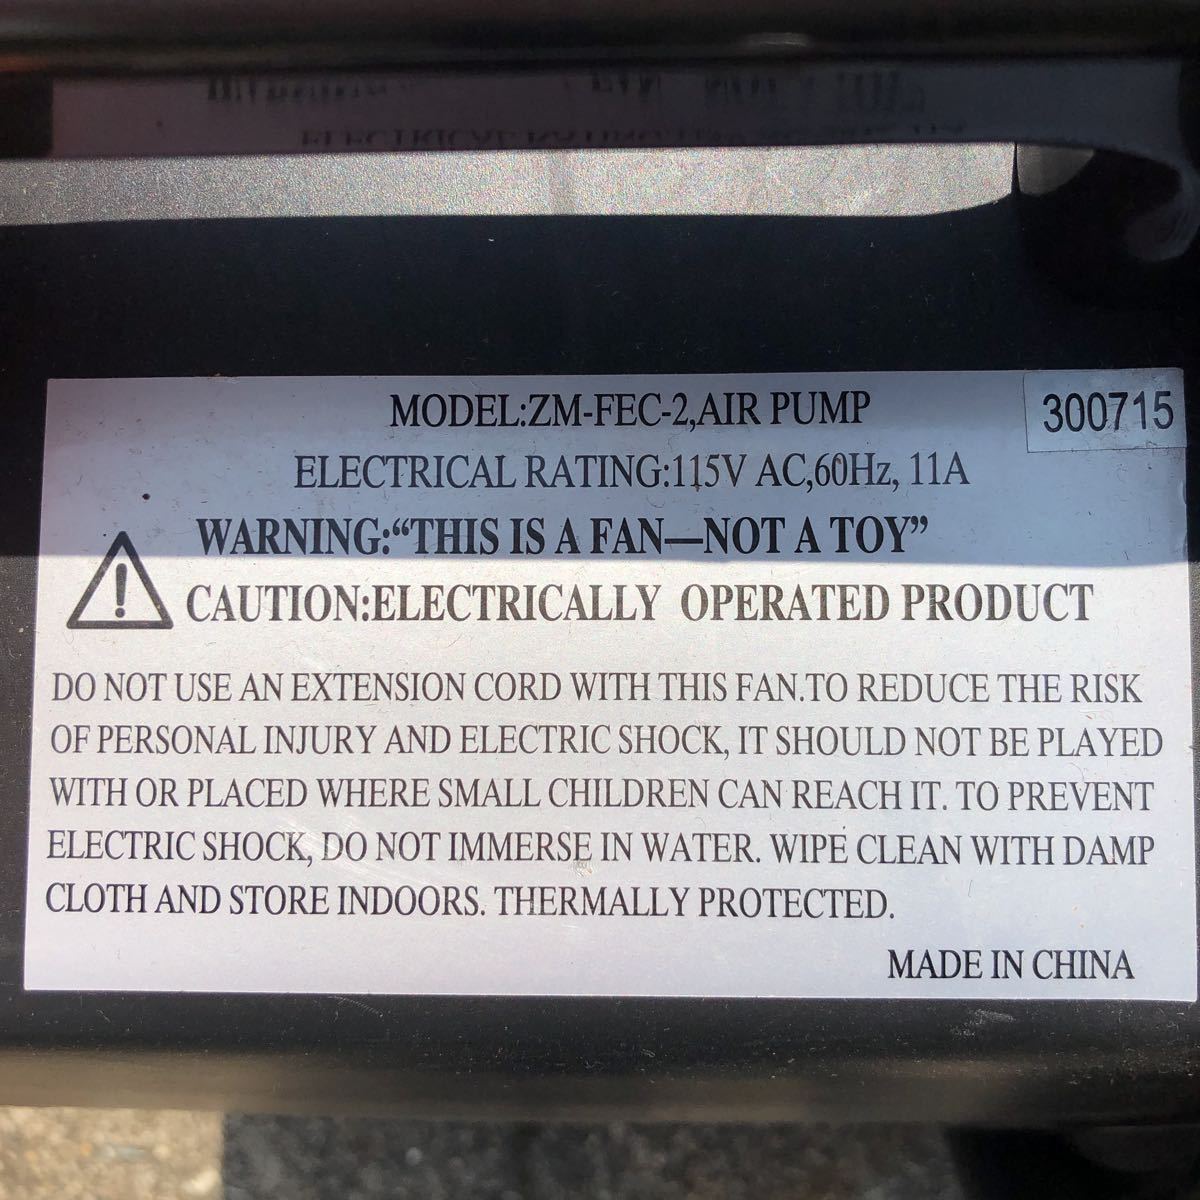 MODEL:ZM-FEC-2,AIR PUMP
300715
ELECTRICAL RATING:115V AC,60Hz, 11A
WARNING:“THIS IS A FAN—NOT A TOY”
CAUTION:ELECTRICALLY OPERATED PRODUCT
DO NOT USE AN EXTENSION CORD WITH THIS FAN.TO REDUCE THE RISK
OF PERSONAL INJURY AND ELECTRIC SHOCK, IT SHOULD NOT BE PLAYED
WITH OR PLACED WHERE SMALL CHILDREN CAN REACH IT. TO PREVENT
ELECTRIC SHOCK, DO NOT IMMERSE IN WATER. WIPE CLEAN WITH DAMP
CLOTH AND STORE INDOORS. THERMALLY PROTECTED.
MADE IN CHINA